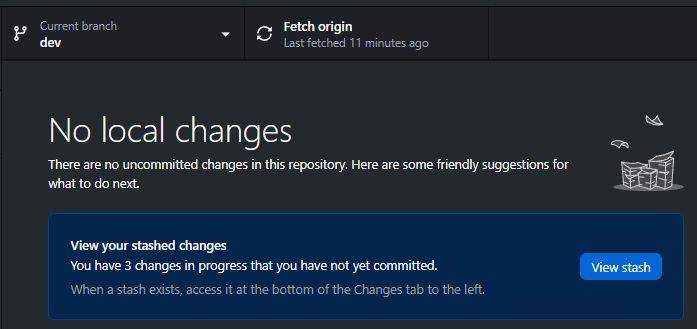 Current branch
dev
Fetch origin
Last fetched 11 minutes ago
No local changes
There are no uncommitted changes in this repository. Here are some friendly suggestions for
what to do next.
View your stashed changes
You have 3 changes in progress that you have not yet committed.
When a stash exists, access it at the bottom of the Changes tab to the left.
View stash